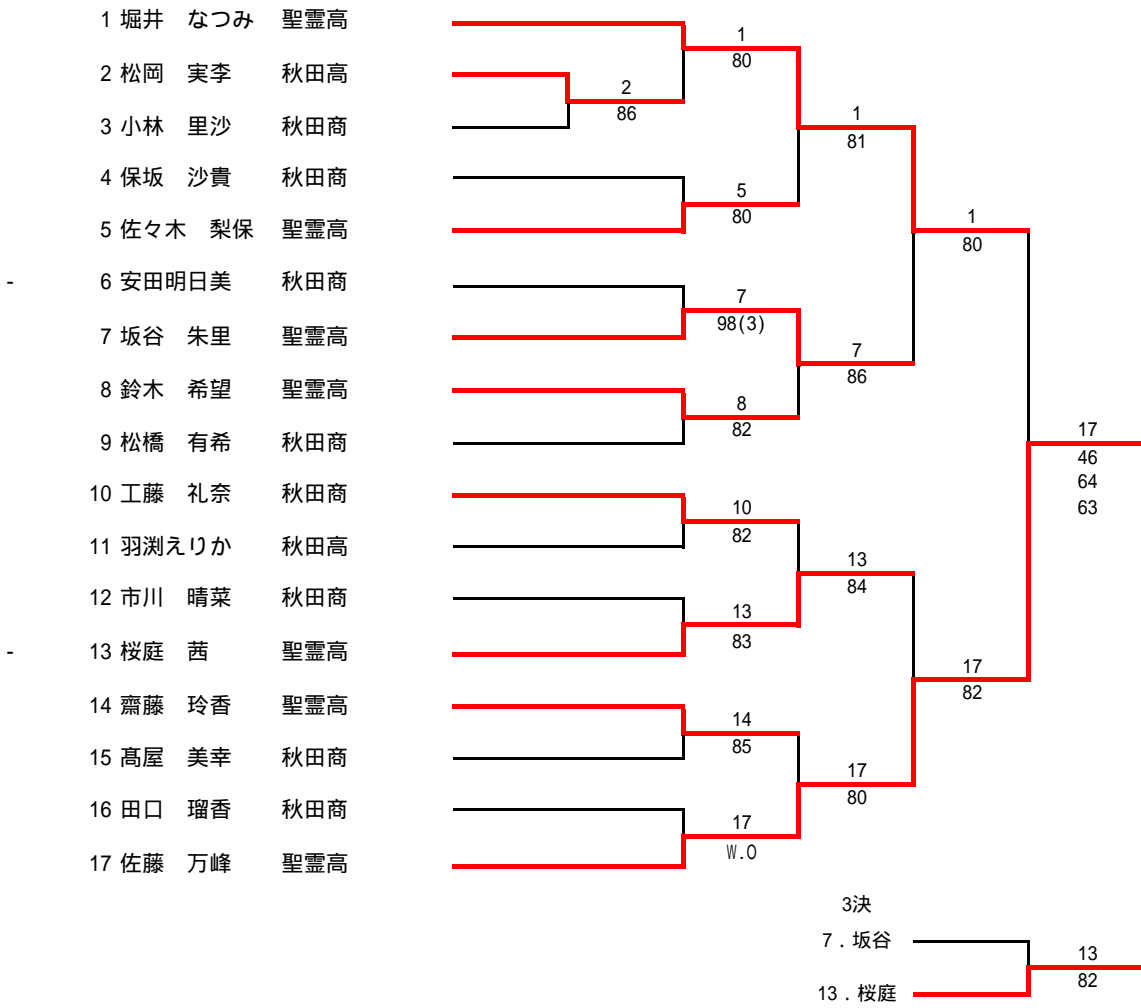 1 堀井　なつみ　聖霊高
1
80
2 松岡　実李　秋田高
2
86
3 小林　里沙　秋田商
1
81
4 保坂　沙貴　秋田商
5
80
5 佐々木　梨保　聖霊高
1
80
- 6 安田明日美　秋田商
7
98(3)
7 坂谷　朱里　聖霊高
7
86
8 鈴木　希望　聖霊高
8
82
9 松橋　有希　秋田商
17
46
64
63
10 工藤　礼奈　秋田商
10
82
11 羽渕えりか　秋田高
13
84
12 市川　晴菜　秋田商
13
83
- 13 桜庭　茜　聖霊高
17
82
14 齋藤　玲香　聖霊高
14
85
15 髙屋　美幸　秋田商
17
80
16 田口　瑠香　秋田商
17
W.O
17 佐藤　万峰　聖霊高
3決
7．坂谷
13
82
13．桜庭